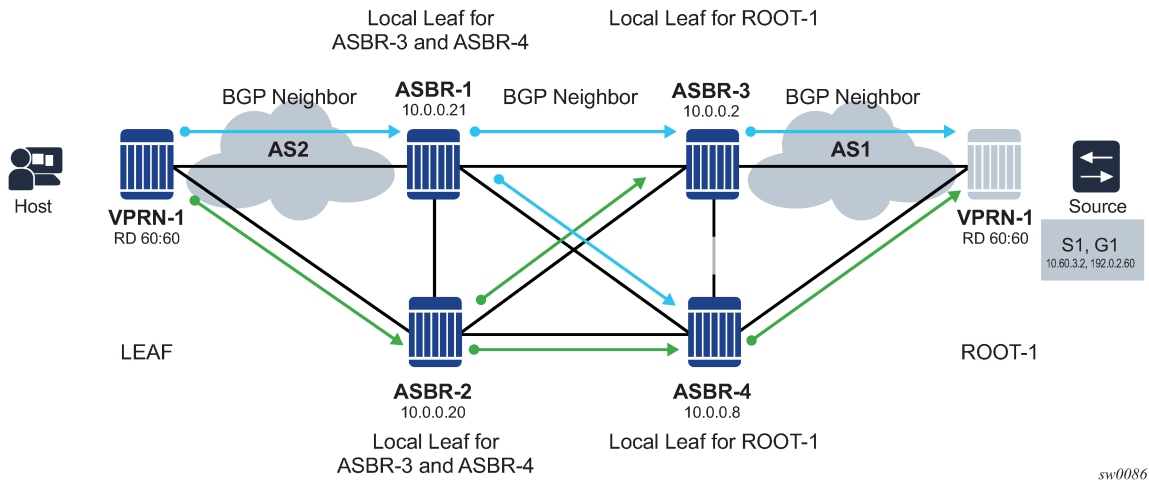 Local Leaf for
ASBR-3 and ASBR-4
Local Leaf for ROOT-1
BGP Neighbor
ASBR-1
10.0.0.21
BGP Neighbor
ASBR-3
10.0.0.2
BGP Neighbor
AS2
AS1
Host
VPRN-1
RD 60:60
VPRN-1
RD 60:60
Source
S1, G1
10.60.3.2, 192.0.2.60
LEAF
ROOT-1
ASBR-2
10.0.0.20
ASBR-4
10.0.0.8
Local Leaf for
ASBR-3 and ASBR-4
Local Leaf for ROOT-1
sw0086